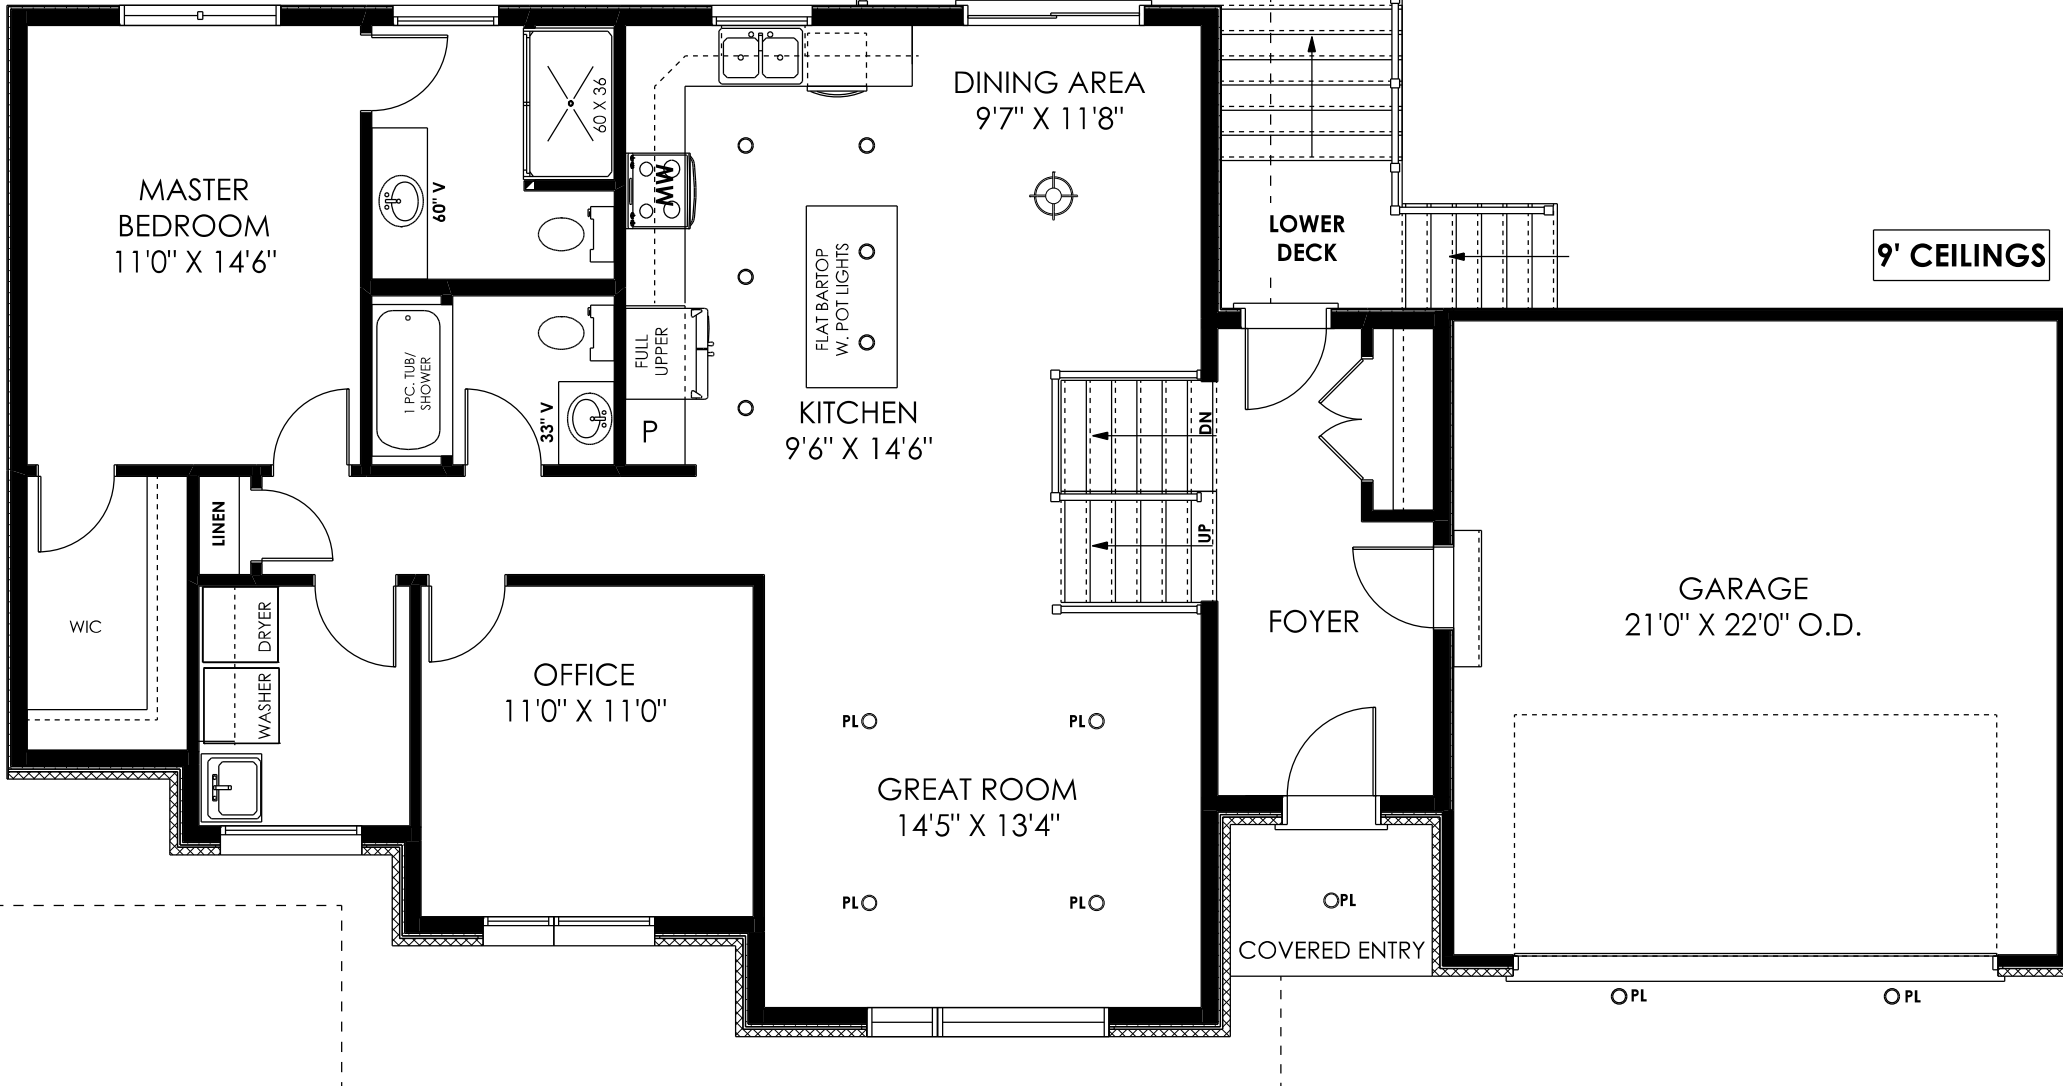 DINING AREA
9'7" X 11'8"
60 X 36
MASTER
BEDROOM
11'0" X 14'6"
60" V
MW
LOWER
DECK
9' CEILINGS
FLAT BARTOP
W. POT LIGHTS
FULL
UPPER
1 PC. TUB/
SHOWER
33" V
P
KITCHEN
9'6" X 14'6"
DN
LINEN
UP
WIC
DRYER
WASHER
OFFICE
11'0" X 11'0"
FOYER
GARAGE
21'0" X 22'0" O.D.
PL
PL
GREAT ROOM
14'5" X 13'4"
PL
PL
PL
COVERED ENTRY
PL
PL